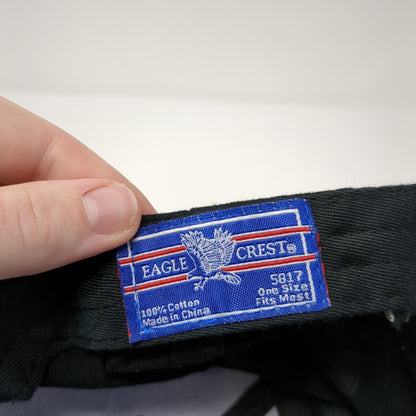 EAGLE CREST®
5817
One Size
Fits Most
100% Cotton
Made in China